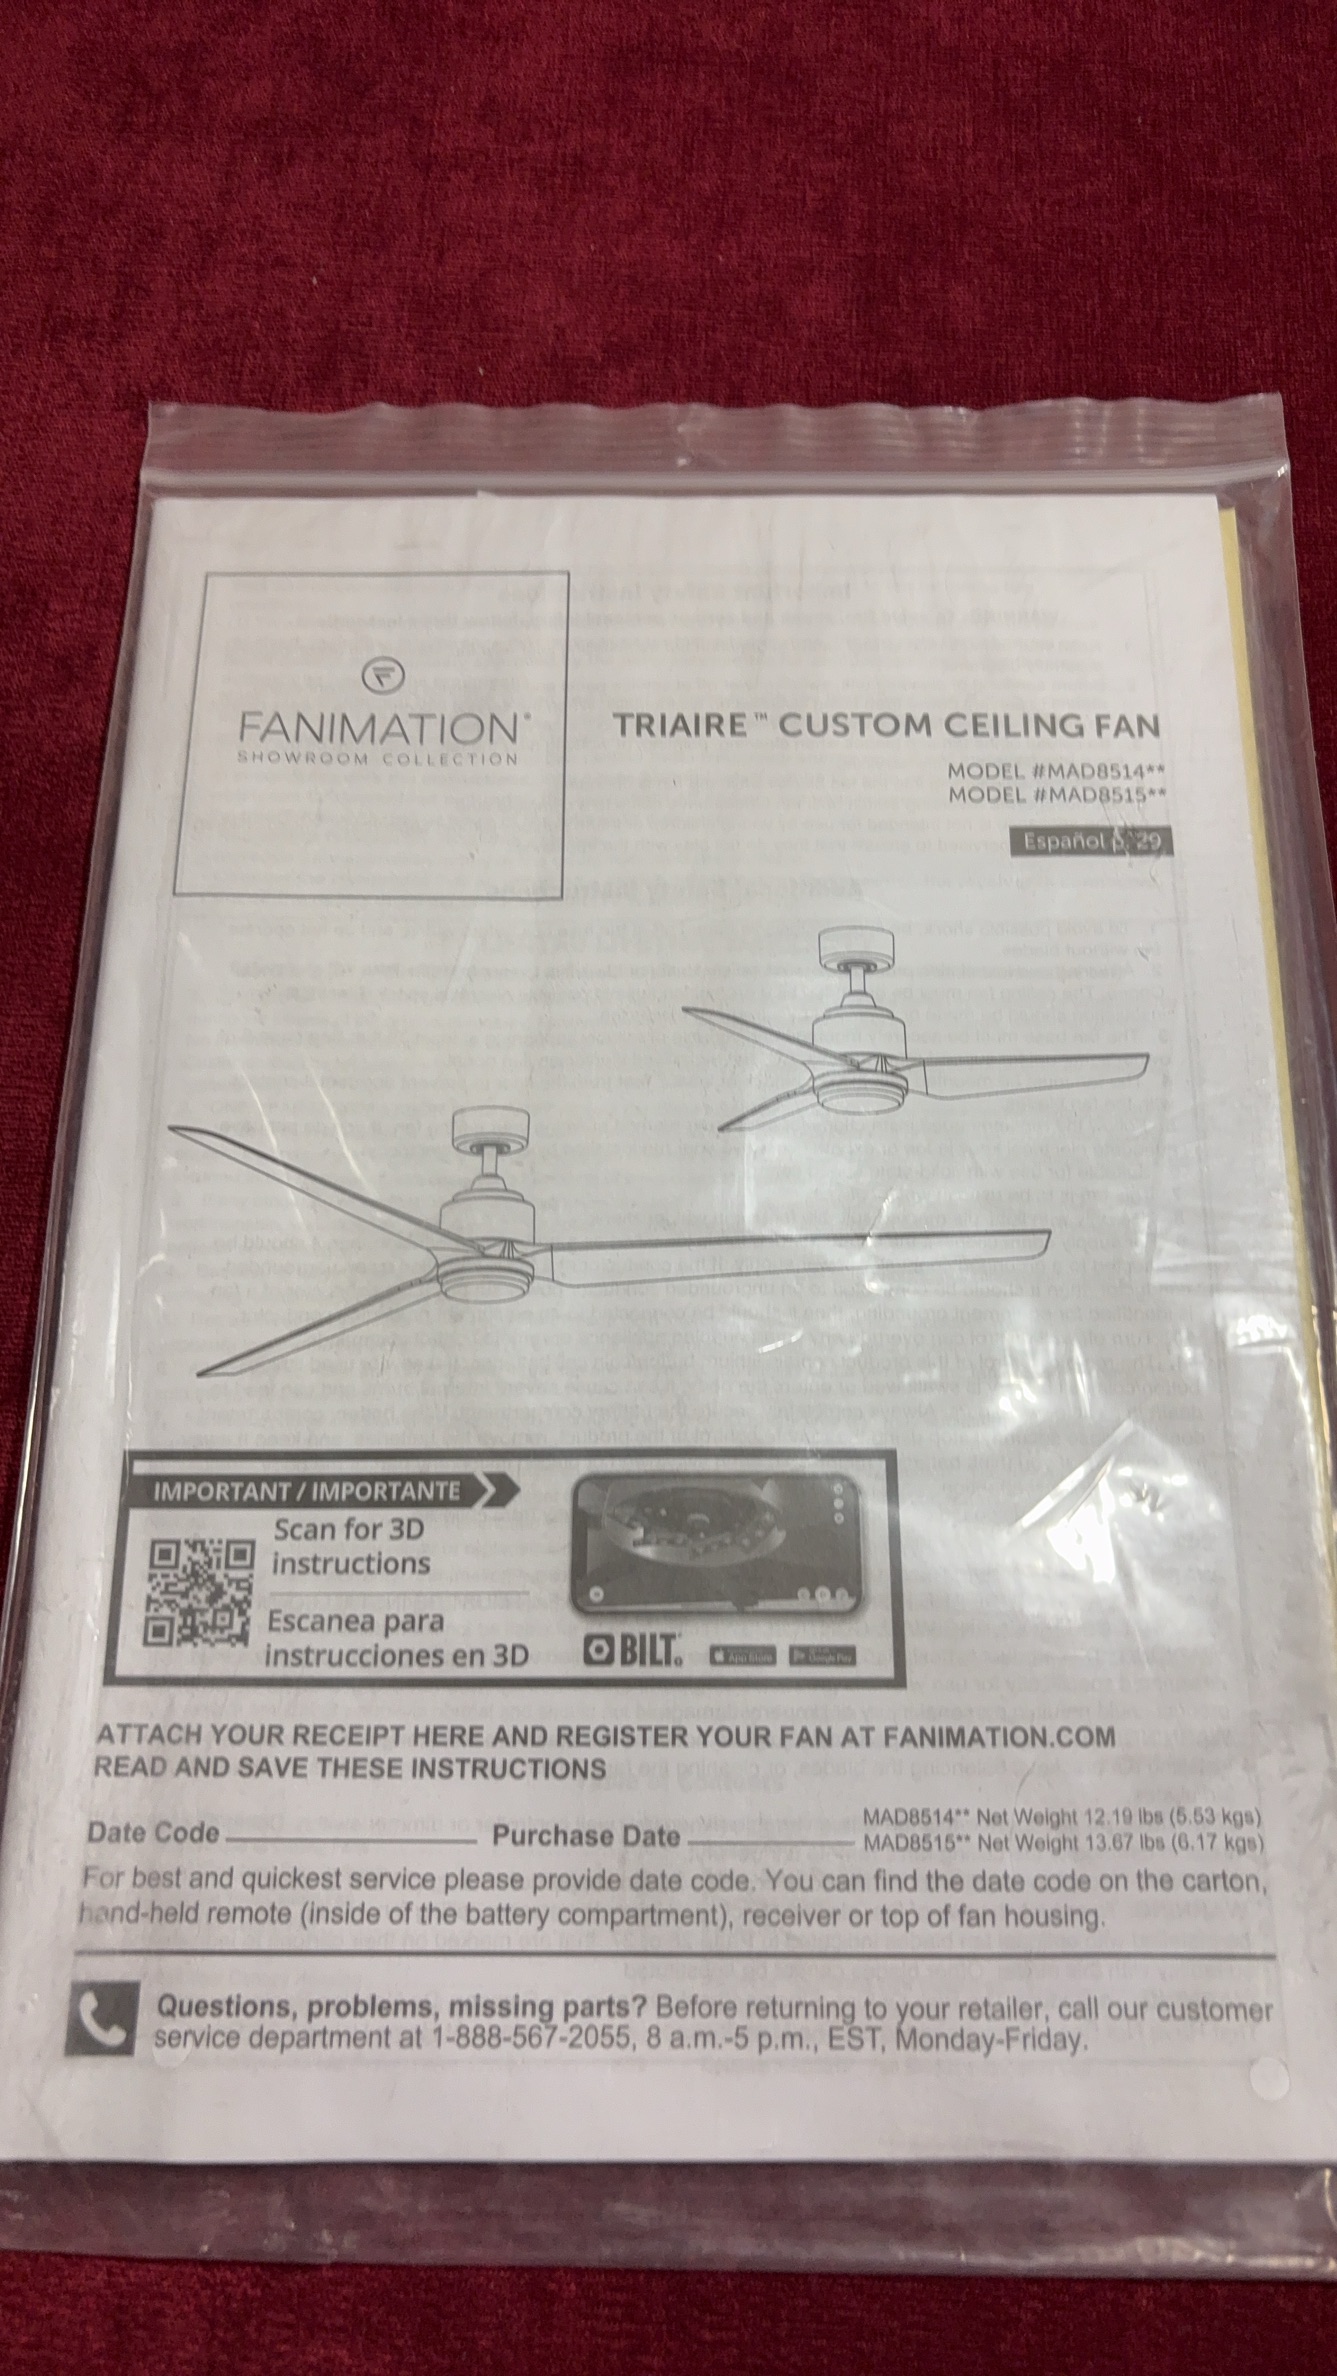 FANIMATION®
SHOWROOM COLLECTION
TRIAIRE™ CUSTOM CEILING FAN
MODEL #MAD8514**
MODEL #MAD8515**
Español p. 29
IMPORTANT / IMPORTANTE
Scan for 3D
instructions
Escanea para
instrucciones en 3D
BILT
App Store
Google Play
ATTACH YOUR RECEIPT HERE AND REGISTER YOUR FAN AT FANIMATION.COM
READ AND SAVE THESE INSTRUCTIONS
MAD8514** Net Weight 12.19 lbs (5.53 kgs)
Date Code Purchase Date MAD8515** Net Weight 13.67 lbs (6.17 kgs)
For best and quickest service please provide date code. You can find the date code on the carton,
hand-held remote (inside of the battery compartment), receiver or top of fan housing.
Questions, problems, missing parts? Before returning to your retailer, call our customer
service department at 1-888-567-2055, 8 a.m.-5 p.m., EST, Monday-Friday.